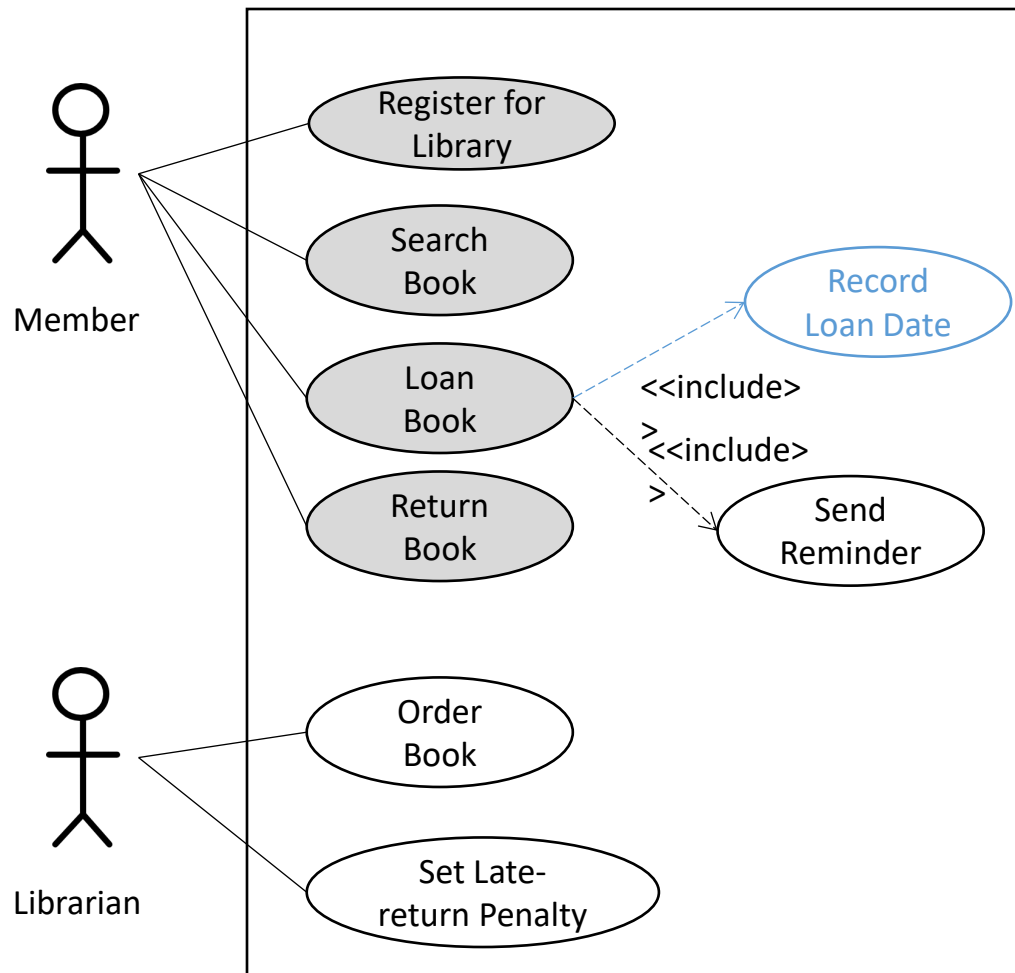 Register for
Library
Search
Book
Member
Record
Loan Date
Loan
Book
<<include>
>
<<include>
>
Return
Book
Send
Reminder
Order
Book
Librarian
Set Late-
return Penalty